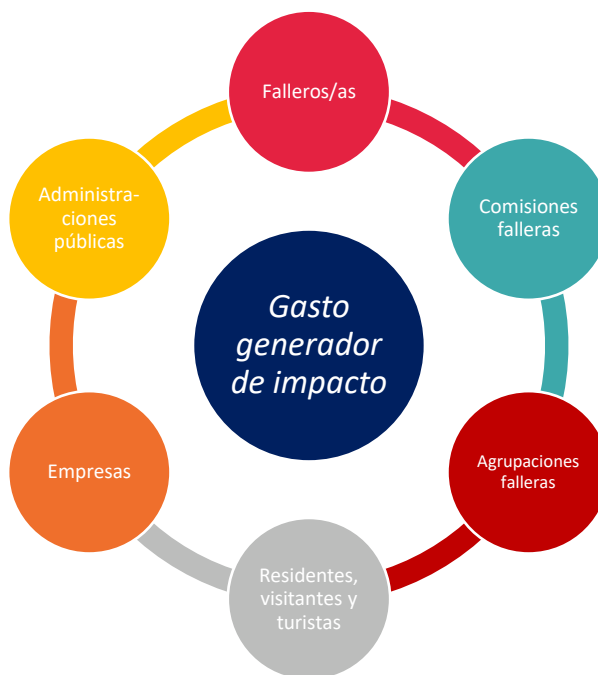 Falleros/as
Administra-
ciones
públicas
Comisiones
falleras
Gasto
generador
de impacto
Empresas
Agrupaciones
falleras
Residentes,
visitantes y
turistas